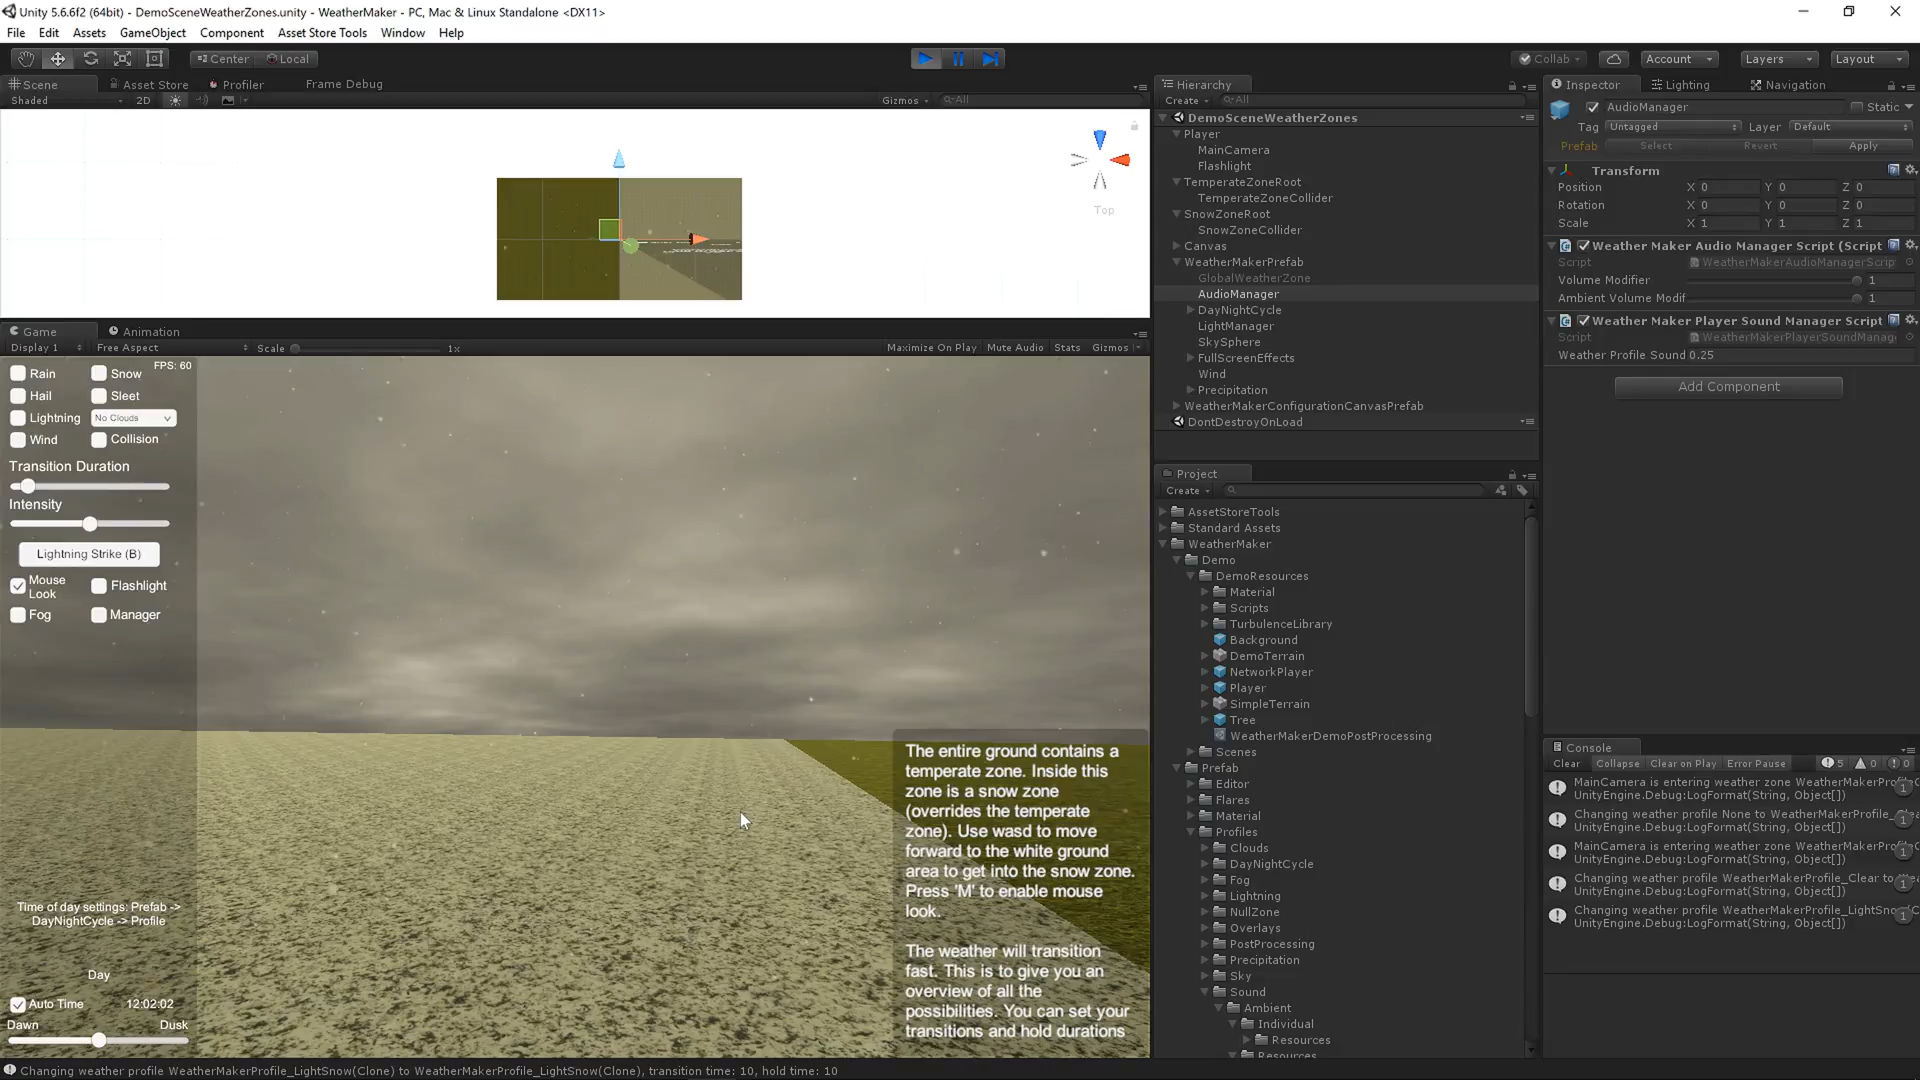 Unity 5.6.6f2 (64bit) - DemoSceneWeatherZones.unity - WeatherMaker - PC, Mac & Linux Standalone <DX11>
File Edit Assets GameObject Component Asset Store Tools Window Help
Center Local
Collab Account Layers Layout
Scene Asset Store Profiler Frame Debug
Shaded 2D Gizmos All
Top
Game Animation
Display 1 Free Aspect Scale 1x Maximize On Play Mute Audio Stats Gizmos
FPS: 60
Rain Snow
Hail Sleet
Lightning No Clouds
Wind Collision
Transition Duration
Intensity
Lightning Strike (B)
Mouse Look Flashlight
Fog Manager
Time of day settings: Prefab ->
DayNightCycle -> Profile
Day
Auto Time 12:02:02
Dawn Dusk
The entire ground contains a
temperate zone. Inside this
zone is a snow zone
(overrides the temperate
zone). Use wasd to move
forward to the white ground
area to get into the snow zone.
Press 'M' to enable mouse
look.
The weather will transition
fast. This is to give you an
overview of all the
possibilities. You can set your
transitions and hold durations
Hierarchy
Create All
DemoSceneWeatherZones
Player
MainCamera
Flashlight
TemperateZoneRoot
TemperateZoneCollider
SnowZoneRoot
SnowZoneCollider
Canvas
WeatherMakerPrefab
GlobalWeatherZone
AudioManager
DayNightCycle
LightManager
SkySphere
FullScreenEffects
Wind
Precipitation
WeatherMakerConfigurationCanvasPrefab
DontDestroyOnLoad
Project
Create
AssetStoreTools
Standard Assets
WeatherMaker
Demo
DemoResources
Material
Scripts
TurbulenceLibrary
Background
DemoTerrain
NetworkPlayer
Player
SimpleTerrain
Tree
WeatherMakerDemoPostProcessing
Scenes
Prefab
Editor
Flares
Material
Profiles
Clouds
DayNightCycle
Fog
Lightning
NullZone
Overlays
PostProcessing
Precipitation
Sky
Sound
Ambient
Individual
Resources
Resources
Inspector Lighting Navigation
AudioManager Static
Tag Untagged Layer Default
Prefab Select Revert Apply
Transform
Position X 0 Y 0 Z 0
Rotation X 0 Y 0 Z 0
Scale X 1 Y 1 Z 1
Weather Maker Audio Manager Script (Script
Script WeatherMakerAudioManagerScrip
Volume Modifier 1
Ambient Volume Modif 1
Weather Maker Player Sound Manager Script
Script WeatherMakerPlayerSoundManag
Weather Profile Sound 0.25
Add Component
Console
Clear Collapse Clear on Play Error Pause 5 0 0
MainCamera is entering weather zone WeatherMakerProfile
UnityEngine.Debug:LogFormat(String, Object[]) 1
Changing weather profile None to WeatherMakerProfile_
UnityEngine.Debug:LogFormat(String, Object[]) 1
MainCamera is entering weather zone WeatherMakerProfile
UnityEngine.Debug:LogFormat(String, Object[]) 1
Changing weather profile WeatherMakerProfile_Clear to
UnityEngine.Debug:LogFormat(String, Object[]) 1
Changing weather profile WeatherMakerProfile_LightSnow(
UnityEngine.Debug:LogFormat(String, Object[]) 1
Changing weather profile WeatherMakerProfile_LightSnow(Clone) to WeatherMakerProfile_LightSnow(Clone), transition time: 10, hold time: 10